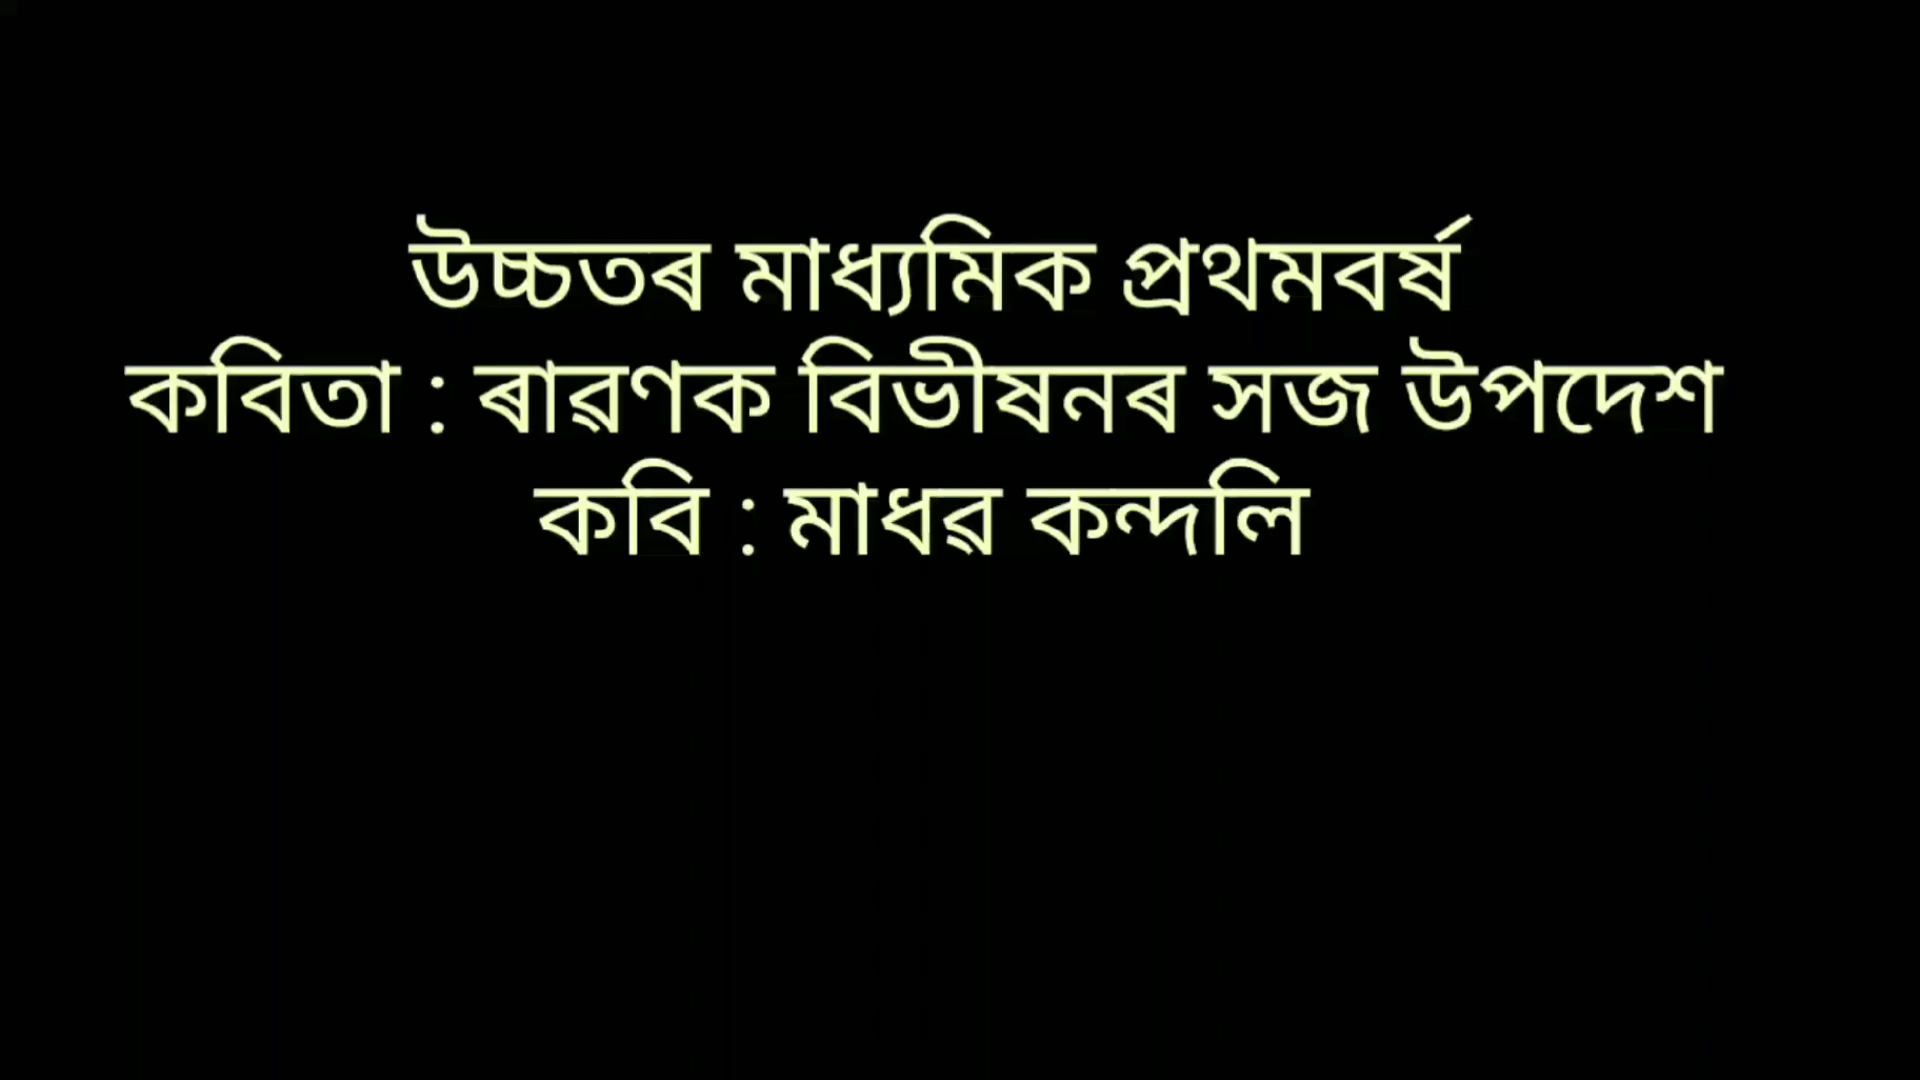 উচ্চতৰ মাধ্যমিক প্ৰথমবৰ্ষ
কবিতা : ৰাৱণক বিভীষনৰ সজ উপদেশ
কবি : মাধৱ কন্দলি